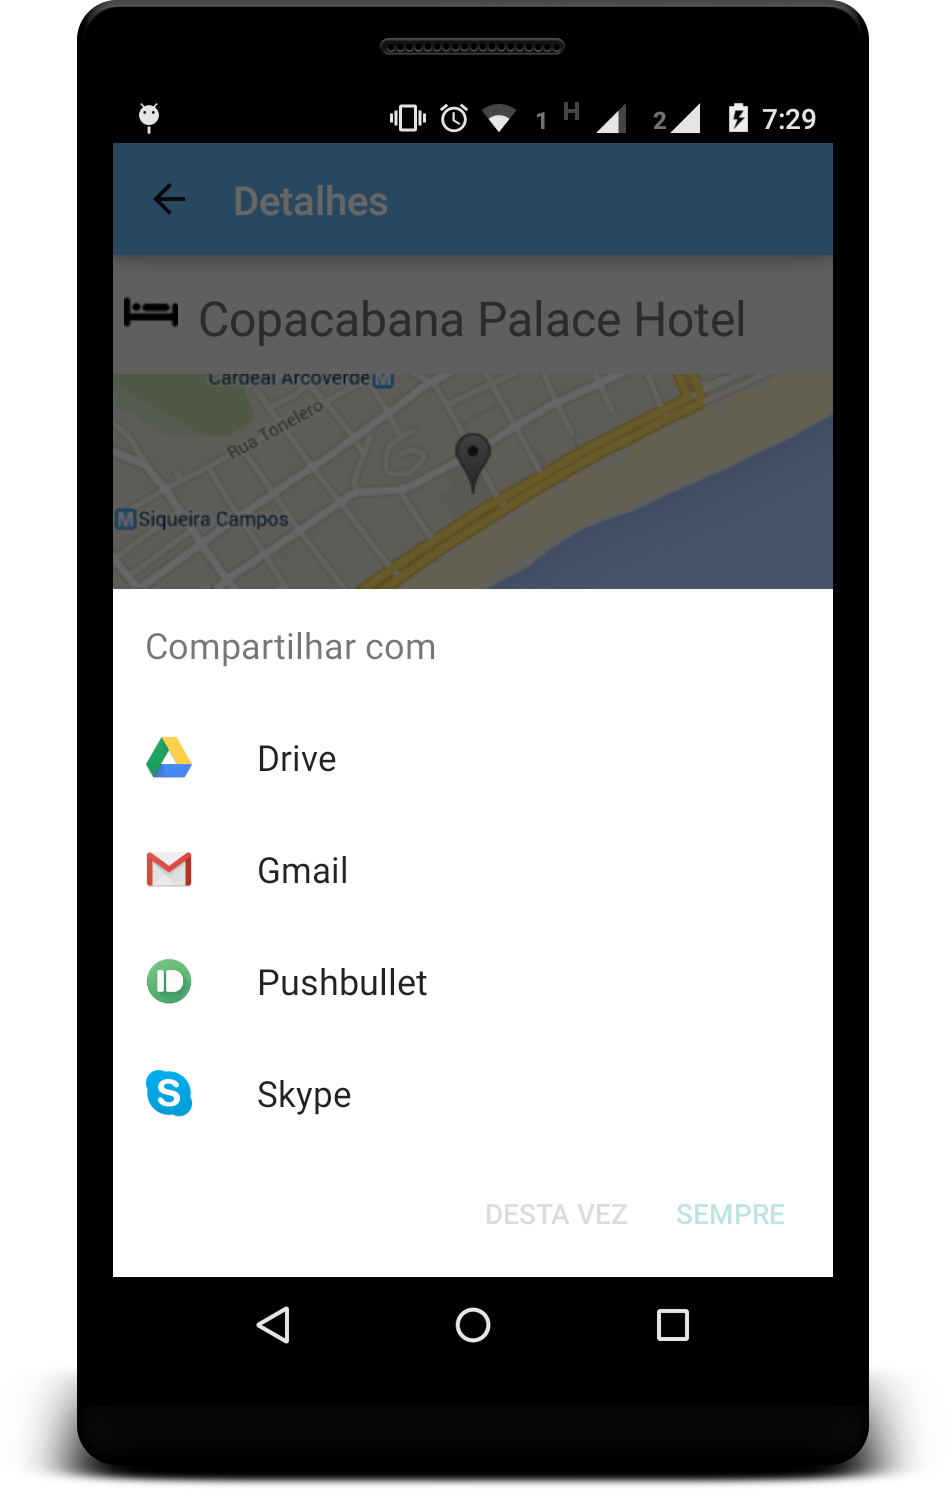 1 H 2 7:29
Detalhes
Copacabana Palace Hotel
Cardeal Arcoverde M
Rua Tonelero
M Siqueira Campos
Compartilhar com
Drive
Gmail
Pushbullet
S Skype
DESTA VEZ SEMPRE